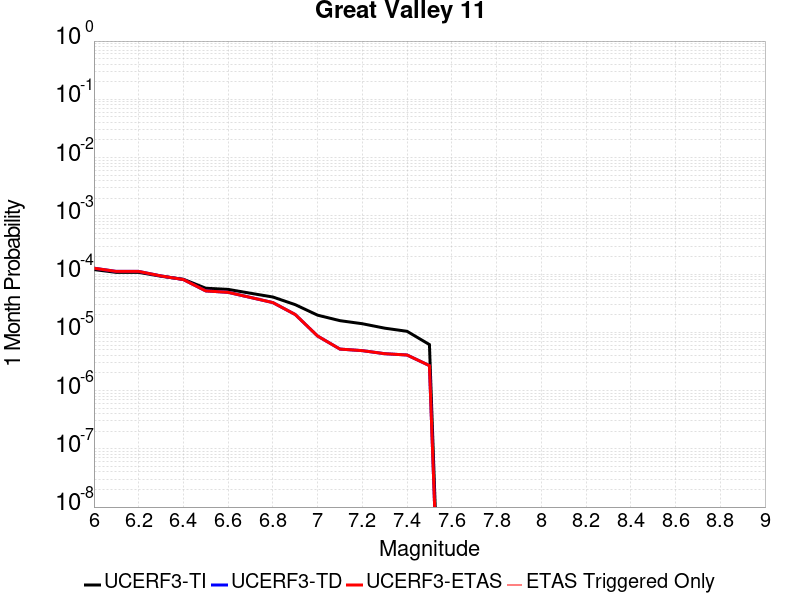 Great Valley 11
10^0
10^-1
10^-2
10^-3
10^-4
10^-5
10^-6
10^-7
10^-8
1 Month Probability
6 6.2 6.4 6.6 6.8 7 7.2 7.4 7.6 7.8 8 8.2 8.4 8.6 8.8 9
Magnitude
UCERF3-TI UCERF3-TD UCERF3-ETAS ETAS Triggered Only